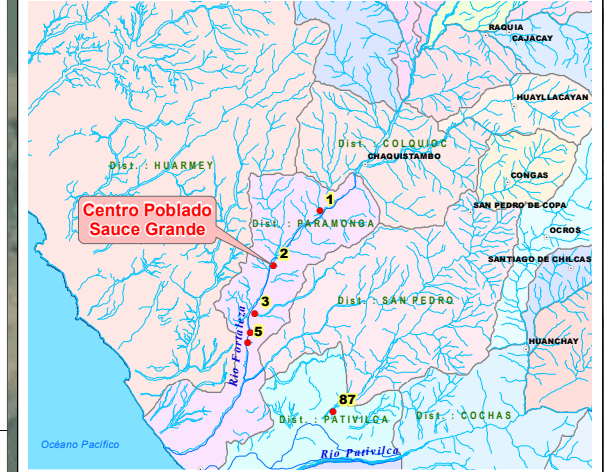 RAQUIA
CAJACAY
HUAYLLACAYAN
Dist. : COLQUIOC
CHAQUISTAMBO
Dist. : HUARMEY
CONGAS
1
Centro Poblado
Sauce Grande
SAN PEDRO DE COPA
Dist. : PARAMONGA
OCROS
2
SANTIAGO DE CHILCAS
Dist. : SAN PEDRO
3
Rio Fortaleza
5
HUANCHAY
87
Dist. : PATIVILCA
Dist. : COCHAS
Océano Pacífico
Rio Pativilca